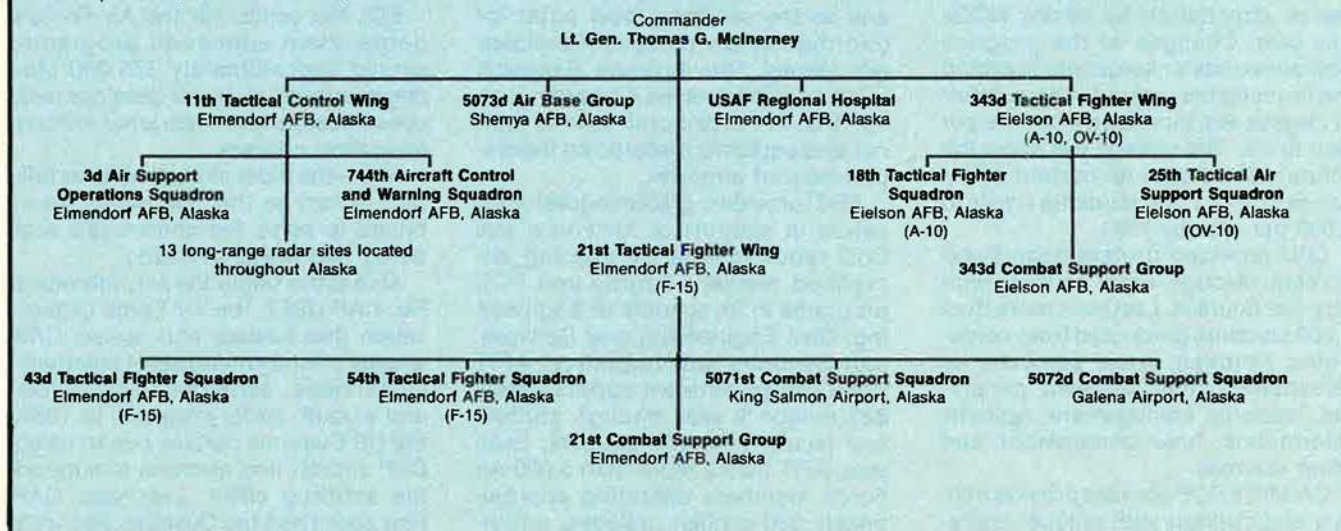 Commander
Lt. Gen. Thomas G. McInerney
11th Tactical Control Wing
Elmendorf AFB, Alaska
5073d Air Base Group
Shemya AFB, Alaska
USAF Regional Hospital
Elmendorf AFB, Alaska
343d Tactical Fighter Wing
Eielson AFB, Alaska
(A-10, OV-10)
3d Air Support
Operations Squadron
Elmendorf AFB, Alaska
744th Aircraft Control
and Warning Squadron
Elmendorf AFB, Alaska
18th Tactical Fighter
Squadron
Eielson AFB, Alaska
(A-10)
25th Tactical Air
Support Squadron
Eielson AFB, Alaska
(OV-10)
13 long-range radar sites located
throughout Alaska
21st Tactical Fighter Wing
Elmendorf AFB, Alaska
(F-15)
343d Combat Support Group
Eielson AFB, Alaska
43d Tactical Fighter Squadron
Elmendorf AFB, Alaska
(F-15)
54th Tactical Fighter Squadron
Elmendorf AFB, Alaska
(F-15)
5071st Combat Support Squadron
King Salmon Airport, Alaska
5072d Combat Support Squadron
Galena Airport, Alaska
21st Combat Support Group
Elmendorf AFB, Alaska